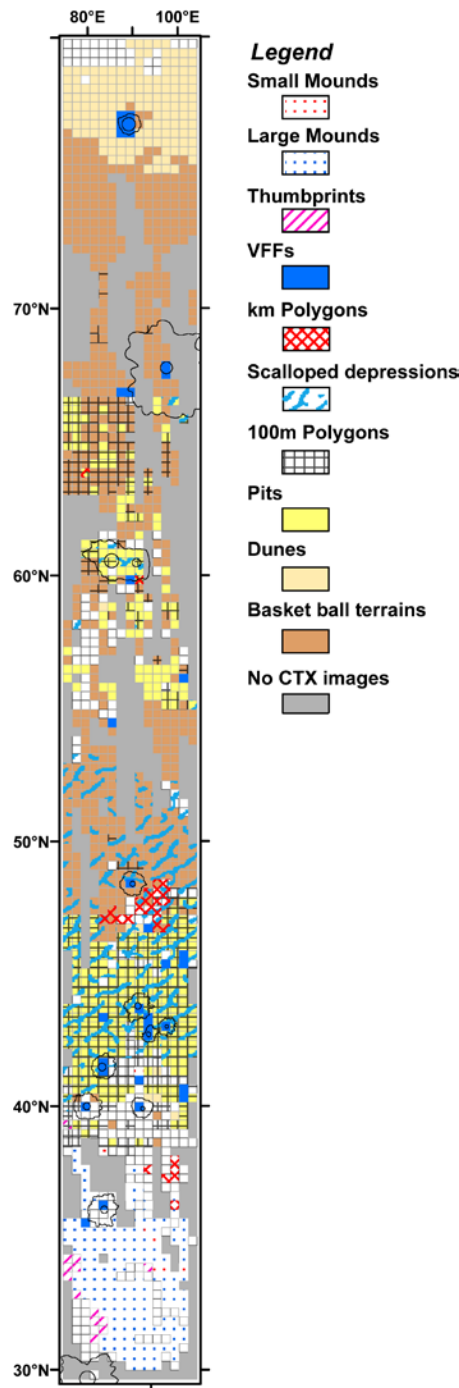 80°E 100°E
70°N
60°N
50°N
40°N
30°N
Legend
Small Mounds
Large Mounds
Thumbprints
VFFs
km Polygons
Scalloped depressions
100m Polygons
Pits
Dunes
Basket ball terrains
No CTX images